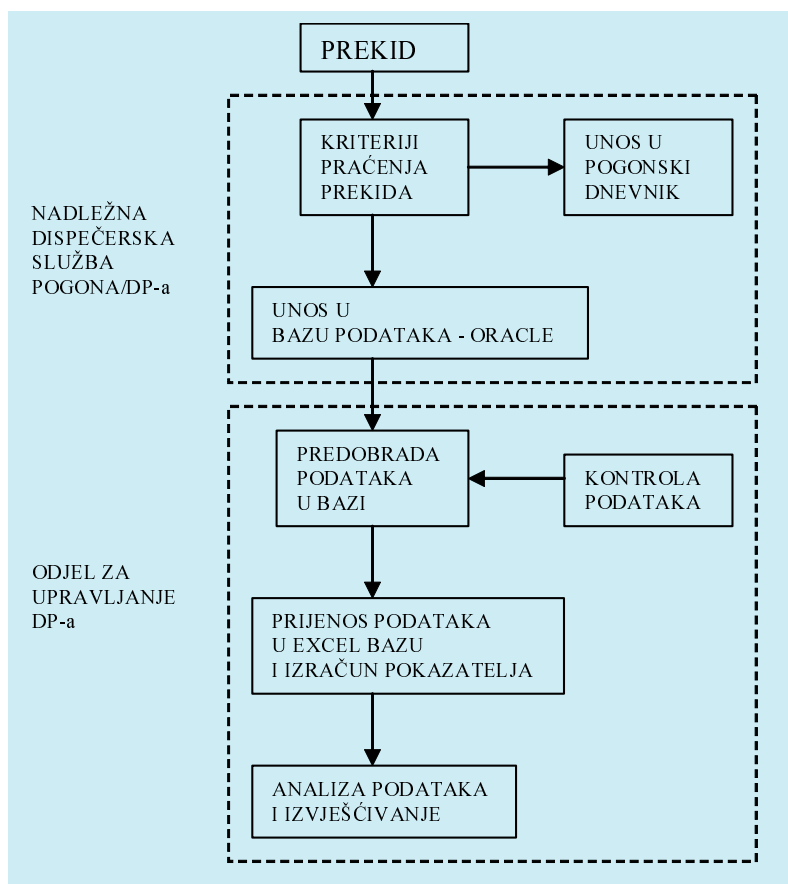 PREKID
KRITERIJI
PRAĆENJA
PREKIDA
UNOS U
POGONSKI
DNEVNIK
NADLEŽNA
DISPEČERSKA
SLUŽBA
POGONA/DP-a
UNOS U
BAZU PODATAKA - ORACLE
PREDOBRADA
PODATAKA
U BAZI
KONTROLA
PODATAKA
ODJEL ZA
UPRAVLJANJE
DP-a
PRIJENOS PODATAKA
U EXCEL BAZU
I IZRAČUN POKAZATELJA
ANALIZA PODATAKA
I IZVJEŠĆIVANJE